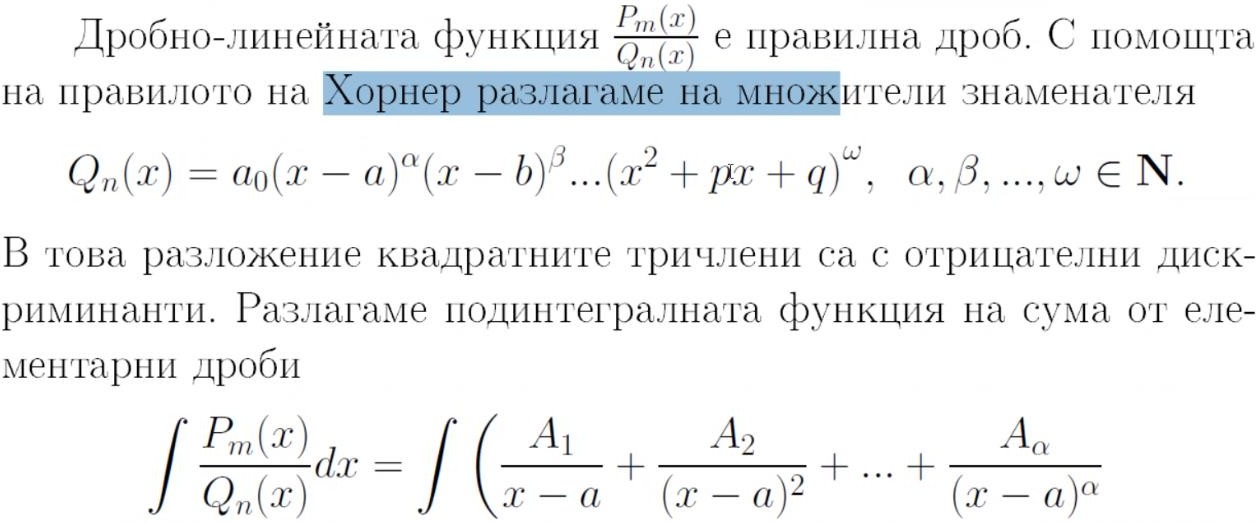 Дробно-линейната функция $\frac{P_m(x)}{Q_n(x)}$ е правилна дроб. С помощта
на правилото на Хорнер разлагаме на множители знаменателя
$Q_n(x) = a_0(x - a)^\alpha (x - b)^\beta ...(x^2 + px + q)^\omega, \; \alpha, \beta, ..., \omega \in \mathbf{N}.$
В това разложение квадратните тричлени са с отрицателни диск-
риминанти. Разлагаме подинтегралната функция на сума от еле-
ментарни дроби
$\int \frac{P_m(x)}{Q_n(x)} dx = \int \left( \frac{A_1}{x - a} + \frac{A_2}{(x - a)^2} + ... + \frac{A_\alpha}{(x - a)^\alpha} \right.$